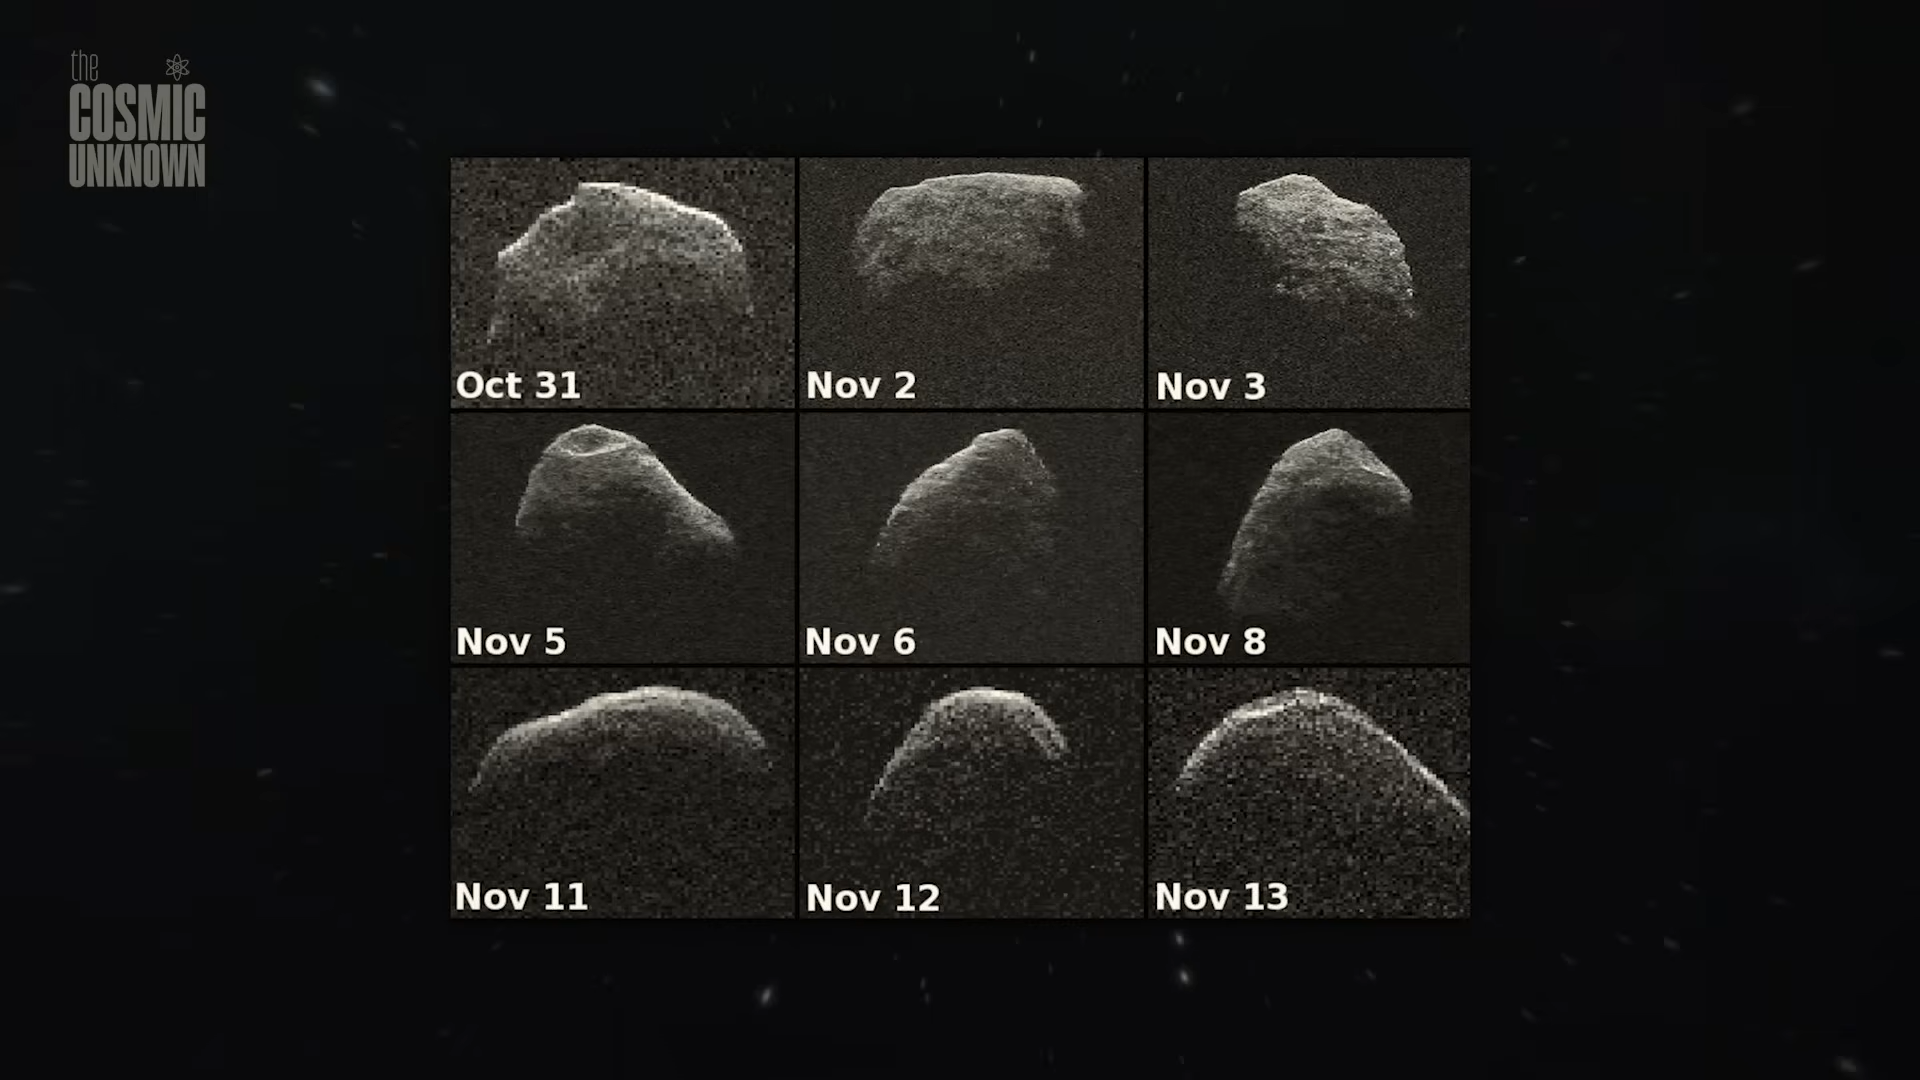 the
COSMIC
UNKNOWN
Oct 31
Nov 2
Nov 3
Nov 5
Nov 6
Nov 8
Nov 11
Nov 12
Nov 13